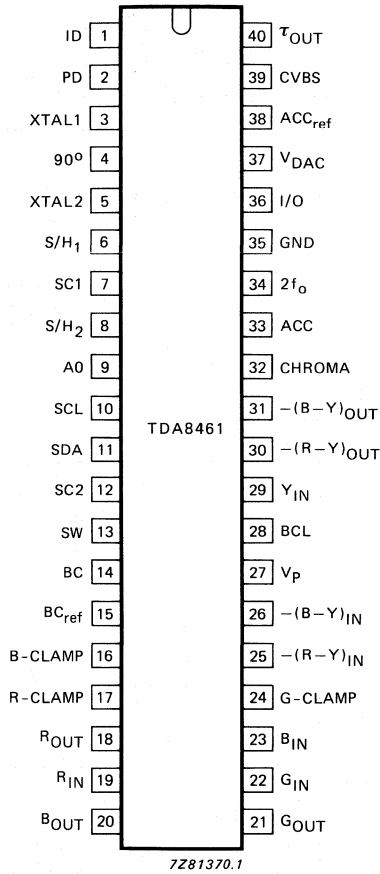 ID 1 40 τOUT
PD 2 39 CVBS
XTAL1 3 38 ACCref
90º 4 37 VDAC
XTAL2 5 36 I/O
S/H1 6 35 GND
SC1 7 34 2fo
S/H2 8 33 ACC
A0 9 32 CHROMA
SCL 10 31 −(B−Y)OUT
TDA8461
SDA 11 30 −(R−Y)OUT
SC2 12 29 YIN
SW 13 28 BCL
BC 14 27 VP
BCref 15 26 −(B−Y)IN
B-CLAMP 16 25 −(R−Y)IN
R-CLAMP 17 24 G-CLAMP
ROUT 18 23 BIN
RIN 19 22 GIN
BOUT 20 21 GOUT
7Z81370.1